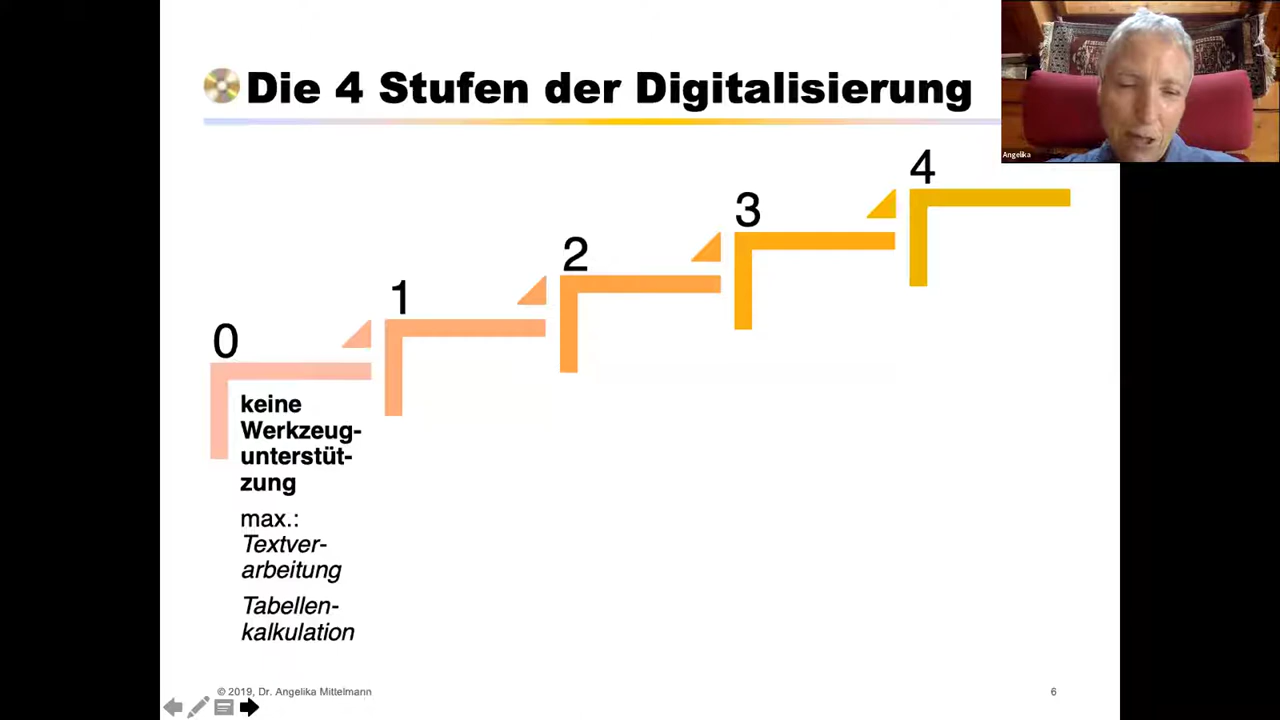 Die 4 Stufen der Digitalisierung
Angelika
4
3
2
1
0
keine
Werkzeug-
unterstüt-
zung
max.:
Textver-
arbeitung
Tabellen-
kalkulation
© 2019, Dr. Angelika Mittelmann
6